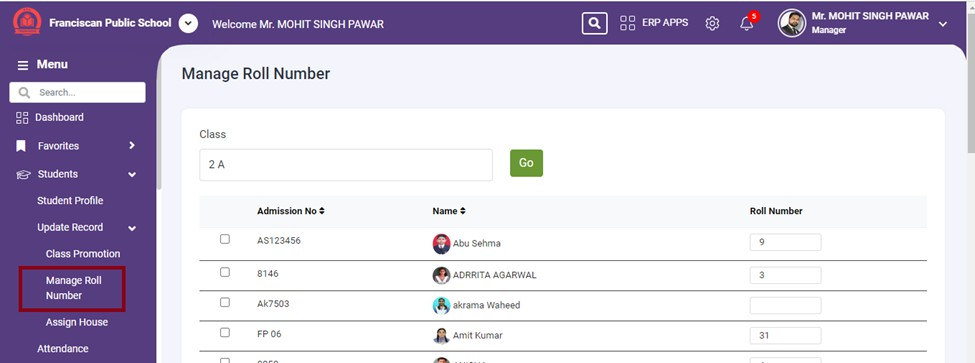 Franciscan Public School
Welcome Mr. MOHIT SINGH PAWAR
ERP APPS
5
Mr. MOHIT SINGH PAWAR
Manager
Menu
Search...
Dashboard
Favorites
Students
Student Profile
Update Record
Class Promotion
Manage Roll
Number
Assign House
Attendance
Manage Roll Number
Class
2 A
Go
Admission No Name Roll Number
AS123456 Abu Sehma 9
8146 ADRRITA AGARWAL 3
Ak7503 akrama Waheed
FP 06 Amit Kumar 31